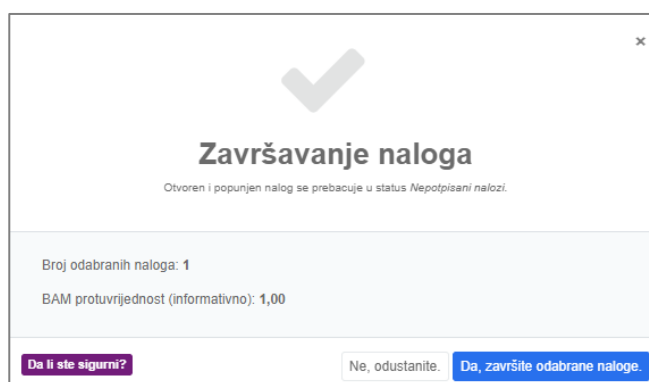 ×
Završavanje naloga
Otvoren i popunjen nalog se prebacuje u status Nepotpisani nalozi.
Broj odabranih naloga: 1
BAM protuvrijednost (informativno): 1,00
Da li ste sigurni?
Ne, odustanite.
Da, završite odabrane naloge.